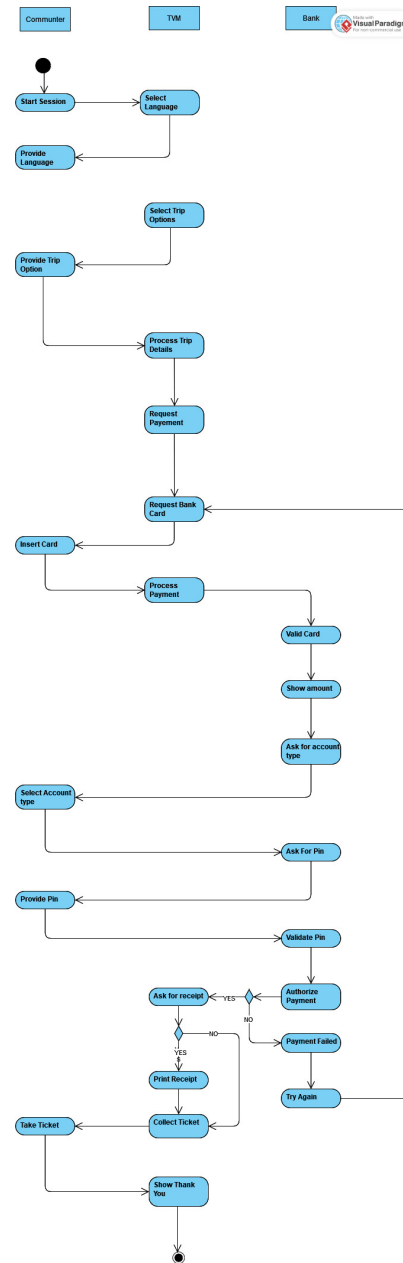 Communter
TVM
Bank
Made with
Visual Paradigm
For non-commercial use
Start Session
Select
Language
Provide
Language
Select Trip
Options
Provide Trip
Option
Process Trip
Details
Request
Payement
Request Bank
Card
Insert Card
Process
Payment
Valid Card
Show amount
Ask for account
type
Select Account
type
Ask For Pin
Provide Pin
Validate Pin
Ask for receipt
YES
Authorize
Payment
NO
NO
Payment Failed
YES
S
Print Receipt
Try Again
Take Ticket
Collect Ticket
Show Thank
You